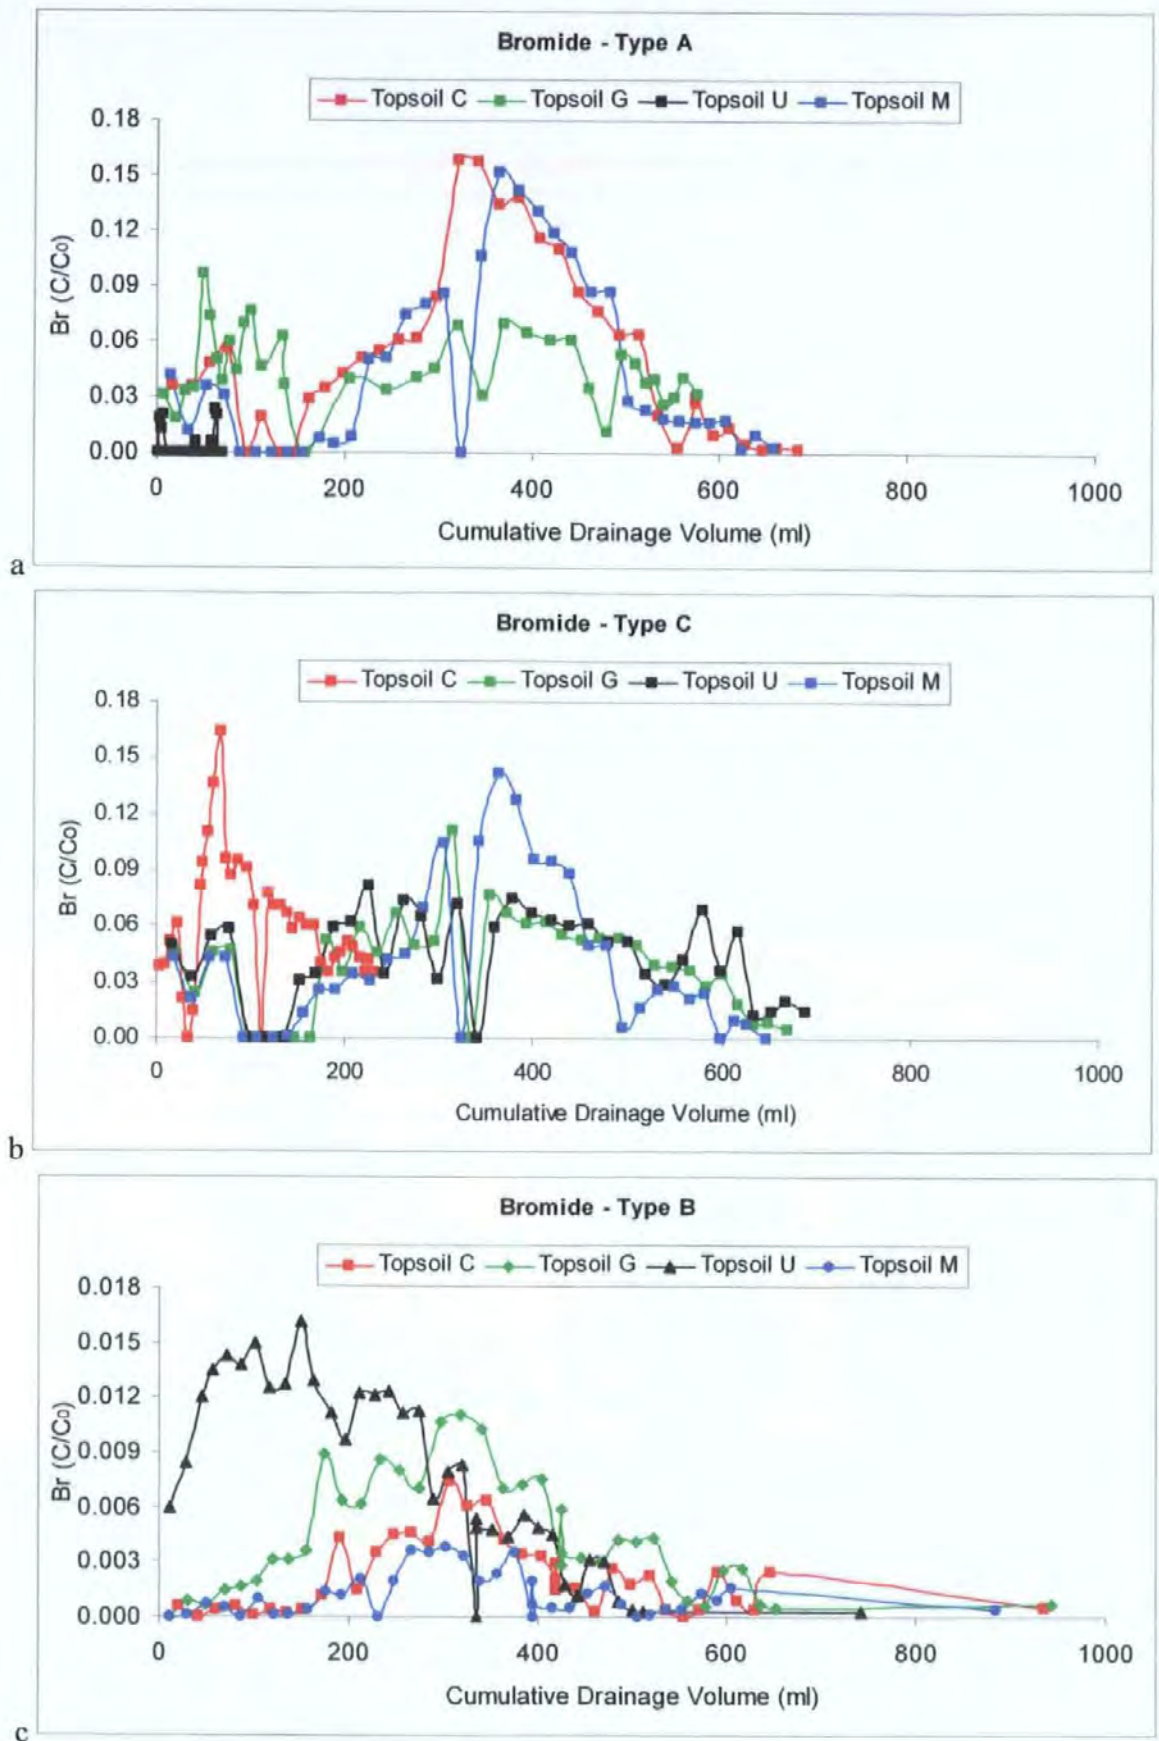 Bromide - Type A
Topsoil C Topsoil G Topsoil U Topsoil M
0.18
0.15
0.12
0.09
0.06
0.03
0.00
Br (C/C0)
0 200 400 600 800 1000
Cumulative Drainage Volume (ml)
a
Bromide - Type C
Topsoil C Topsoil G Topsoil U Topsoil M
0.18
0.15
0.12
0.09
0.06
0.03
0.00
Br (C/Co)
0 200 400 600 800 1000
Cumulative Drainage Volume (ml)
b
Bromide - Type B
Topsoil C Topsoil G Topsoil U Topsoil M
0.018
0.015
0.012
0.009
0.006
0.003
0.000
Br (C/C0)
0 200 400 600 800 1000
Cumulative Drainage Volume (ml)
c